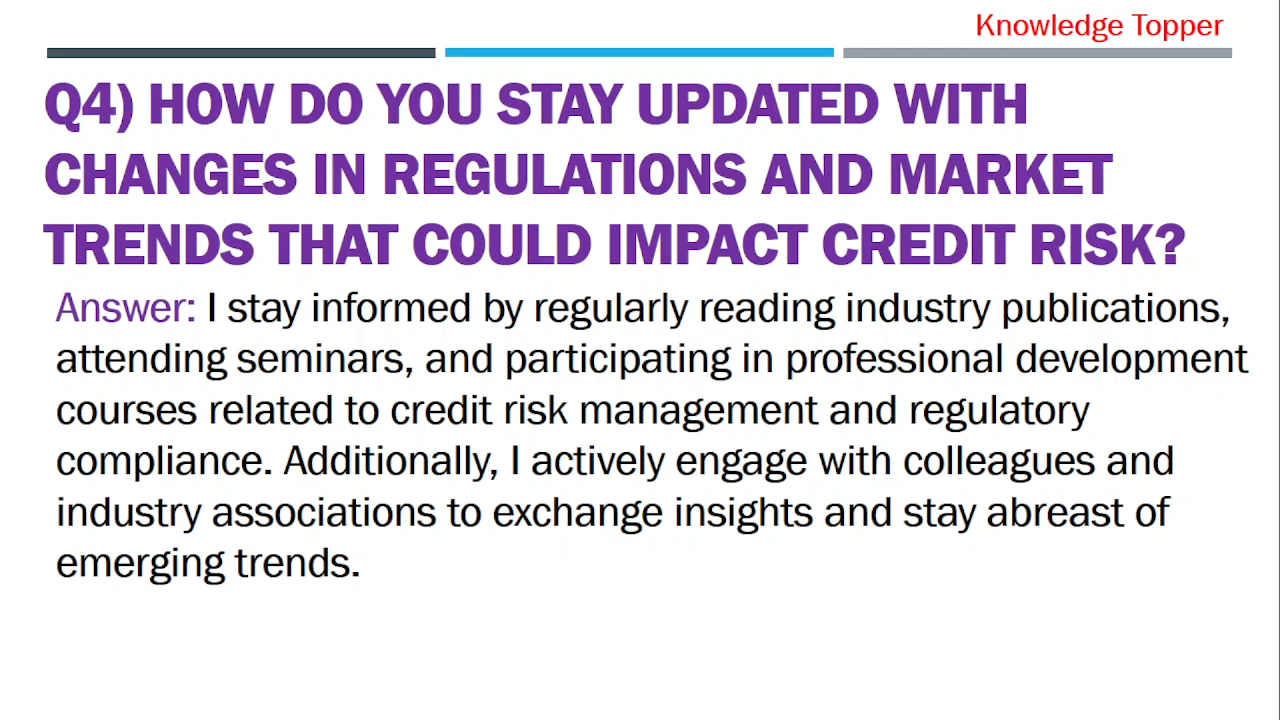 Knowledge Topper
Q4) HOW DO YOU STAY UPDATED WITH
CHANGES IN REGULATIONS AND MARKET
TRENDS THAT COULD IMPACT CREDIT RISK?
Answer: I stay informed by regularly reading industry publications,
attending seminars, and participating in professional development
courses related to credit risk management and regulatory
compliance. Additionally, I actively engage with colleagues and
industry associations to exchange insights and stay abreast of
emerging trends.